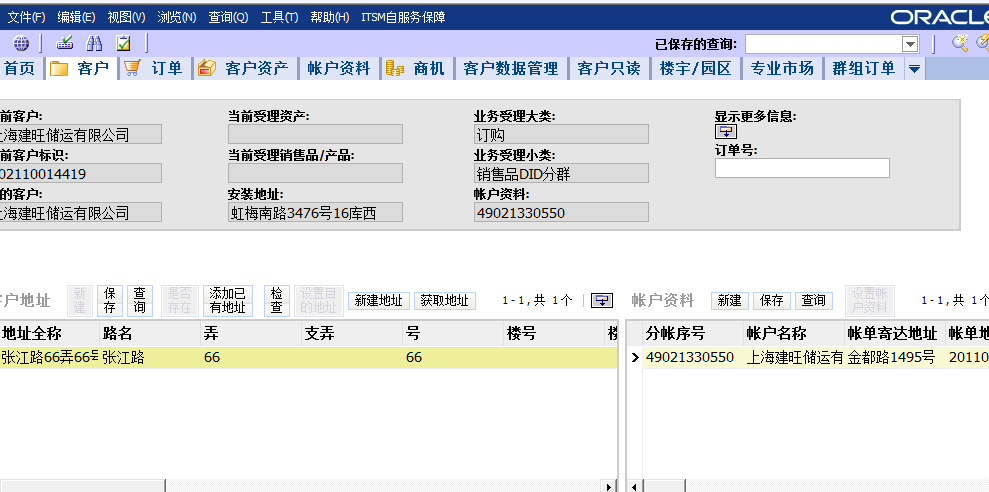 文件(F) 编辑(E) 视图(V) 浏览(N) 查询(Q) 工具(T) 帮助(H) ITSM自服务保障
ORACLE
已保存的查询:
首页 客户 订单 客户资产 帐户资料 商机 客户数据管理 客户只读 楼宇/园区 专业市场 群组订单
前客户: 当前受理资产: 业务受理大类: 显示更多信息:
上海建旺储运有限公司 订购
前客户标识: 当前受理销售品/产品: 业务受理小类: 订单号:
02110014419 销售品DID分群
的客户: 安装地址: 帐户资料:
上海建旺储运有限公司 虹梅南路3476号16库西 49021330550
客户地址 新建 保存 查询 是否存在 添加已有地址 检查 设置目的地址 新建地址 获取地址 1-1,共 1个 帐户资料 新建 保存 查询 设置帐户资料 1-1,共 1个
地址全称 路名 弄 支弄 号 楼号 分帐序号 帐户名称 帐单寄达地址 帐单地
张江路66弄66号 张江路 66 66 49021330550 上海建旺储运有 金都路1495号 20110